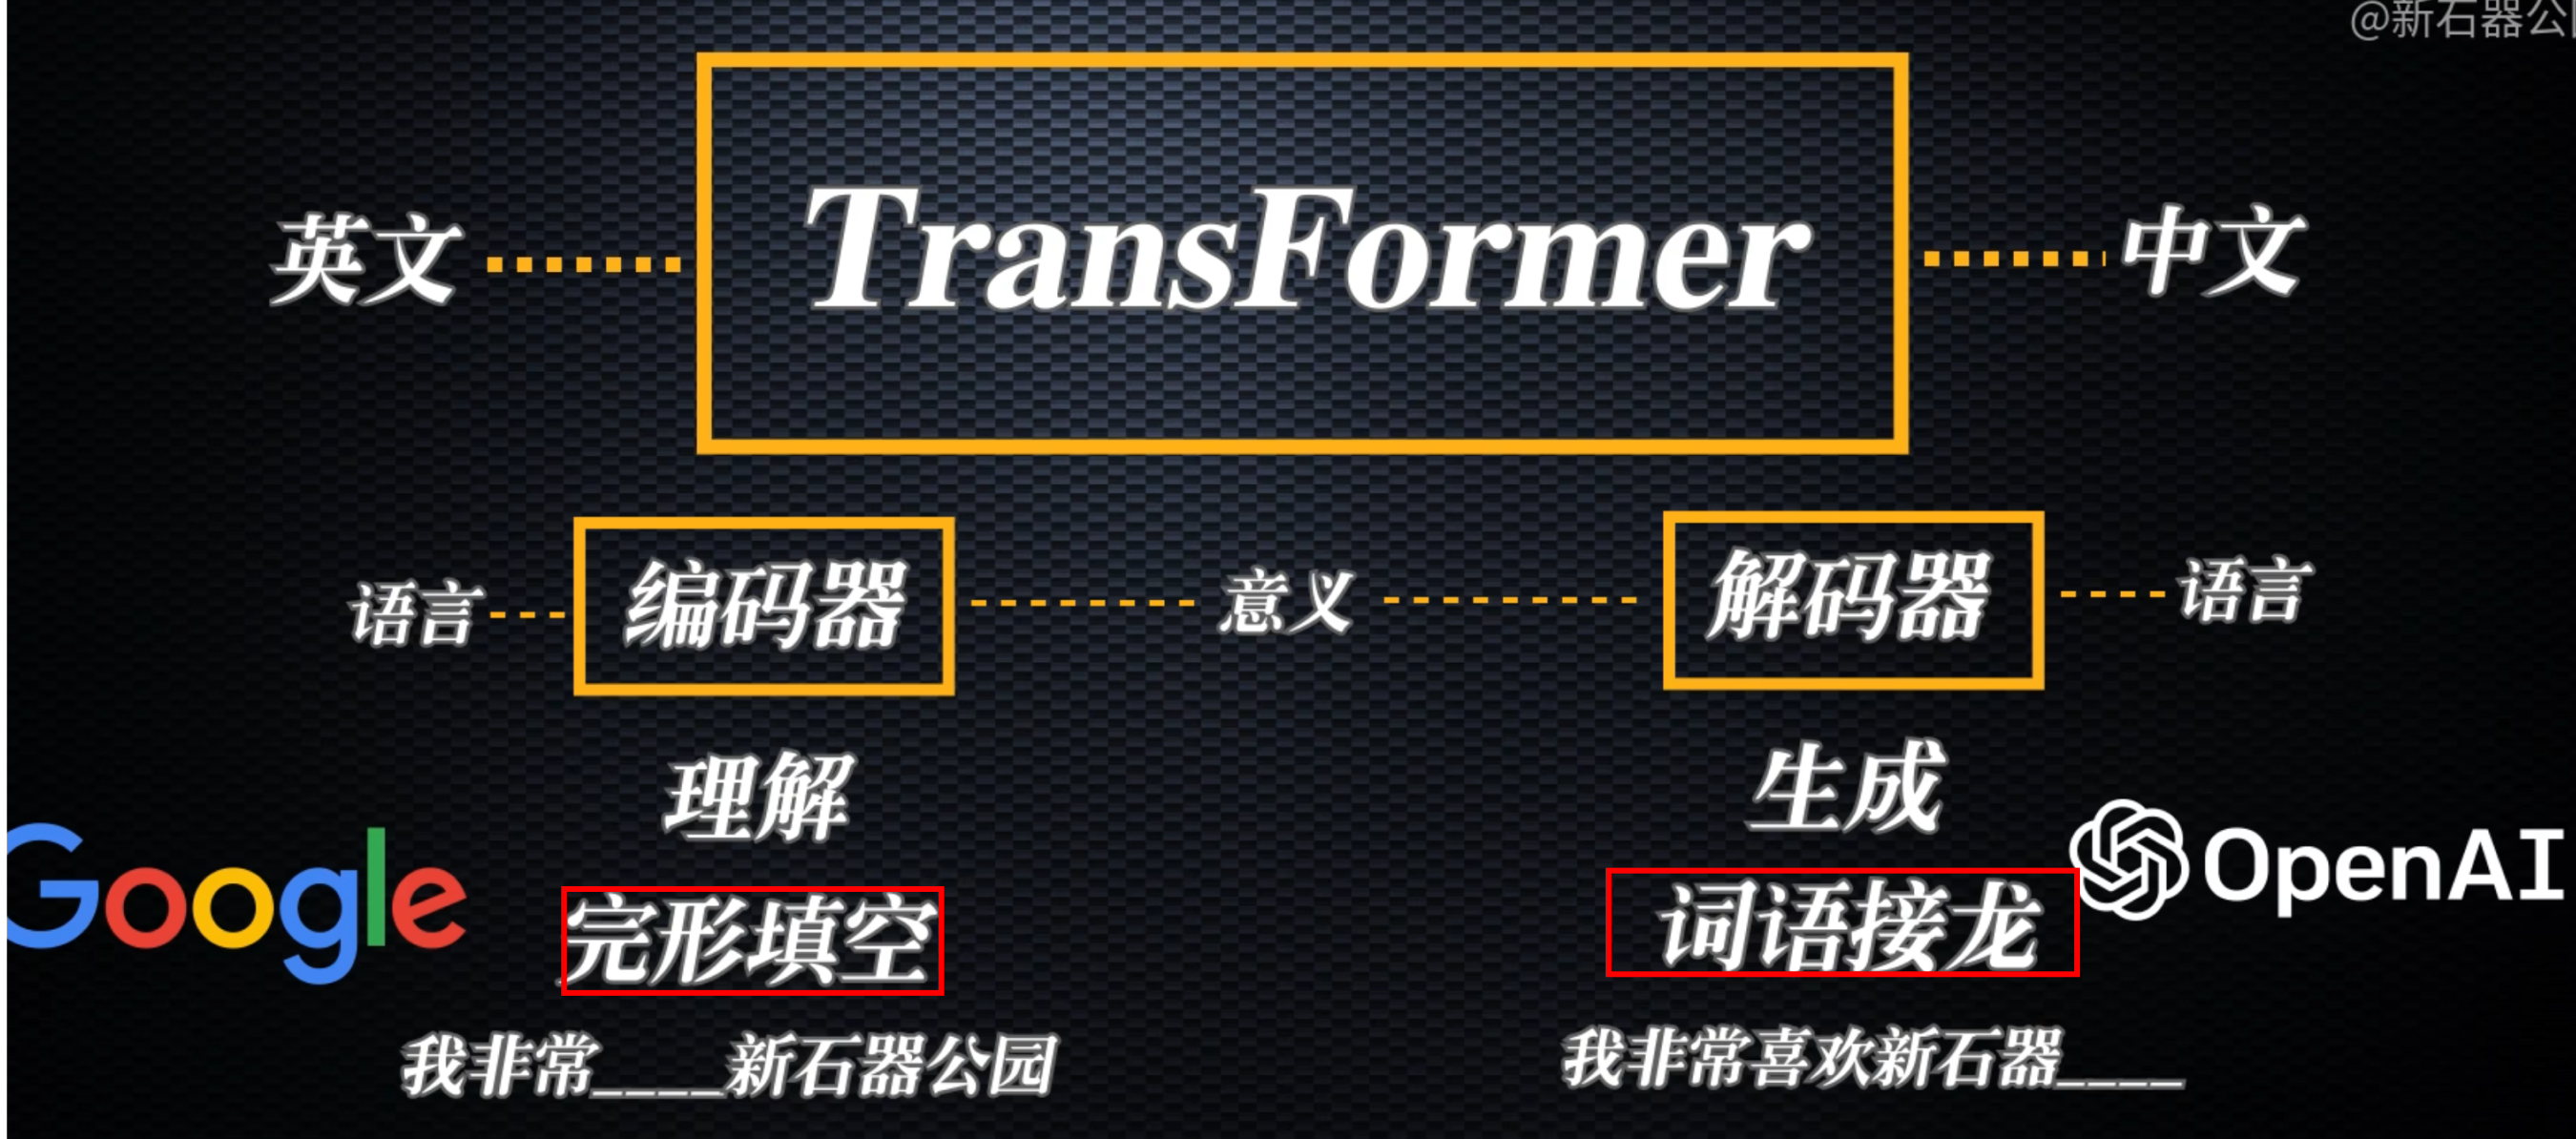 @新石器公
英文 TransFormer 中文
语言 编码器 意义 解码器 语言
理解 生成
Google 完形填空 词语接龙 OpenAI
我非常____新石器公园 我非常喜欢新石器____